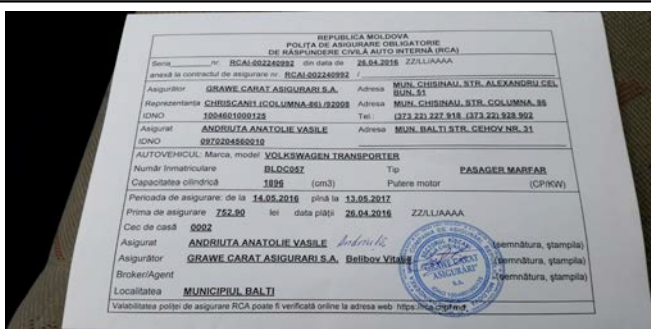 REPUBLICA MOLDOVA
POLIȚA DE ASIGURARE OBLIGATORIE
DE RĂSPUNDERE CIVILĂ AUTO INTERNĂ (RCA)
Seria nr. RCAI-002240992 din data de 26.04.2016 ZZ/LL/AAAA
anexă la contractul de asigurare nr. RCAI-002240992 /
Asigurător GRAWE CARAT ASIGURARI S.A. Adresa MUN. CHISINAU, STR. ALEXANDRU CEL BUN, 51
Reprezentanța CHRISCANI1 (COLUMNA-86) /92008 Adresa MUN. CHISINAU, STR. COLUMNA, 86
IDNO 1004601000125 Tel.: (373 22) 227 918 (373 22) 928 902
Asigurat ANDRIUTA ANATOLIE VASILE Adresa MUN. BALTI STR. CEHOV NR. 31
IDNO 0970204560010
AUTOVEHICUL: Marca, model VOLKSWAGEN TRANSPORTER
Număr înmatriculare BLDC057 Tip PASAGER MARFAR
Capacitatea cilindrică 1896 (cm3) Putere motor (CP/KW)
Perioada de asigurare: de la 14.05.2016 pînă la 13.05.2017
Prima de asigurare 752.90 lei data plății 26.04.2016 ZZ/LL/AAAA
Cec de casă 0002
Asigurat ANDRIUTA ANATOLIE VASILE (semnătura, ștampila)
Asigurător GRAWE CARAT ASIGURARI S.A. Belibov Vitalie (semnătura, ștampila)
Broker/Agent (semnătura, ștampila)
GRAWE CARAT
ASIGURARI
S.A.
Localitatea MUNICIPIUL BALTI
Valabilitatea poliței de asigurare RCA poate fi verificată online la adresa web